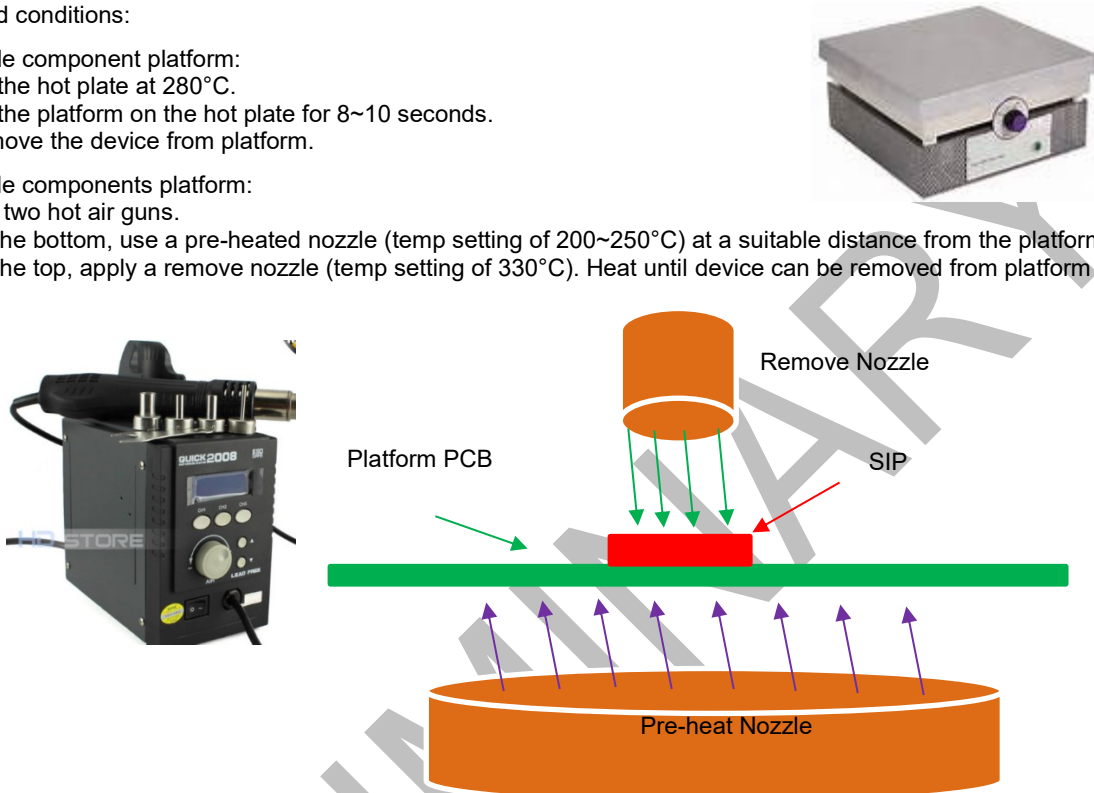 d conditions:
le component platform:
the hot plate at 280°C.
the platform on the hot plate for 8~10 seconds.
nove the device from platform.
le components platform:
two hot air guns.
he bottom, use a pre-heated nozzle (temp setting of 200~250°C) at a suitable distance from the platform
he top, apply a remove nozzle (temp setting of 330°C). Heat until device can be removed from platform
Remove Nozzle
Platform PCB
SIP
QUICK2008
HD STORE
AIR
LEAD FREE
Pre-heat Nozzle
MINARY